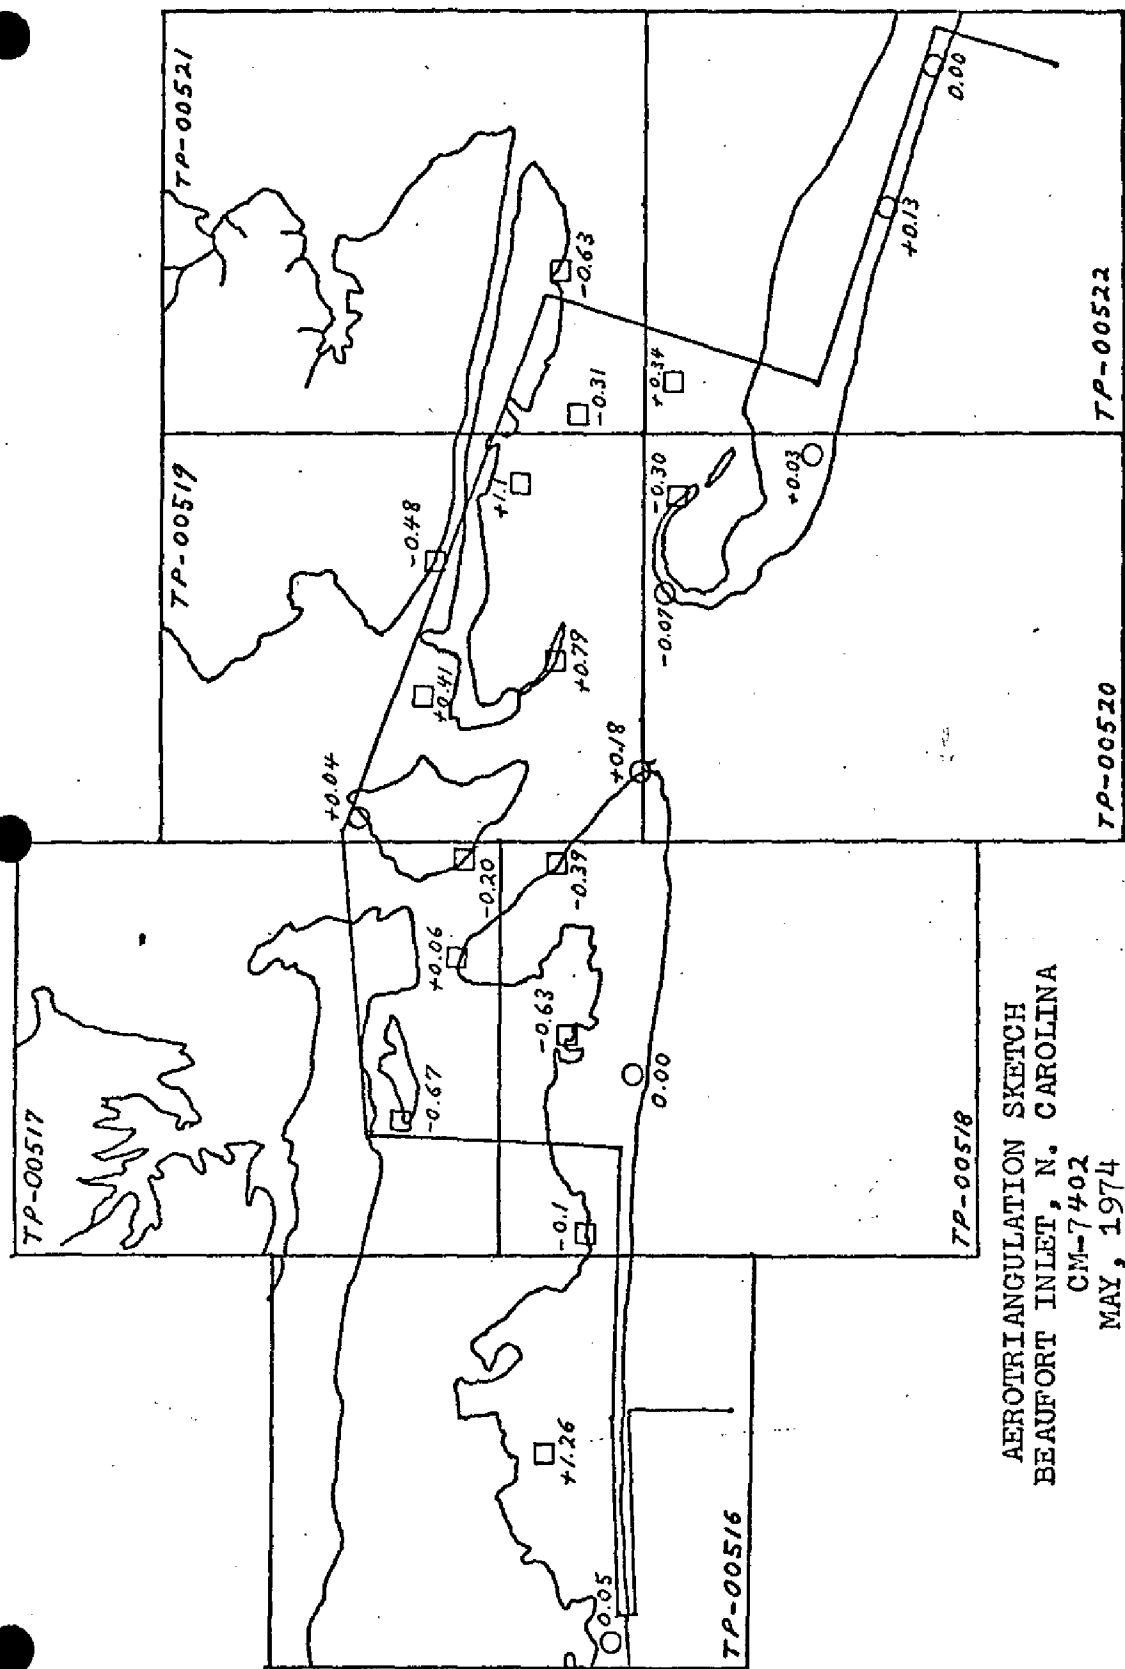 TP-00521
0.00
+0.13
-0.63
-0.31
+0.34
TP-00522
TP-00519
-0.48
+1.1
-0.30
+0.03
-0.07
+0.41
+0.79
+0.04
+0.18
TP-00520
TP-00517
-0.20
-0.39
+0.06
-0.63
-0.67
0.00
-0.1
TP-00518
+1.26
0.05
TP-00516
AEROTRIANGULATION SKETCH
BEAUFORT INLET, N. CAROLINA
CM-7402
MAY, 1974